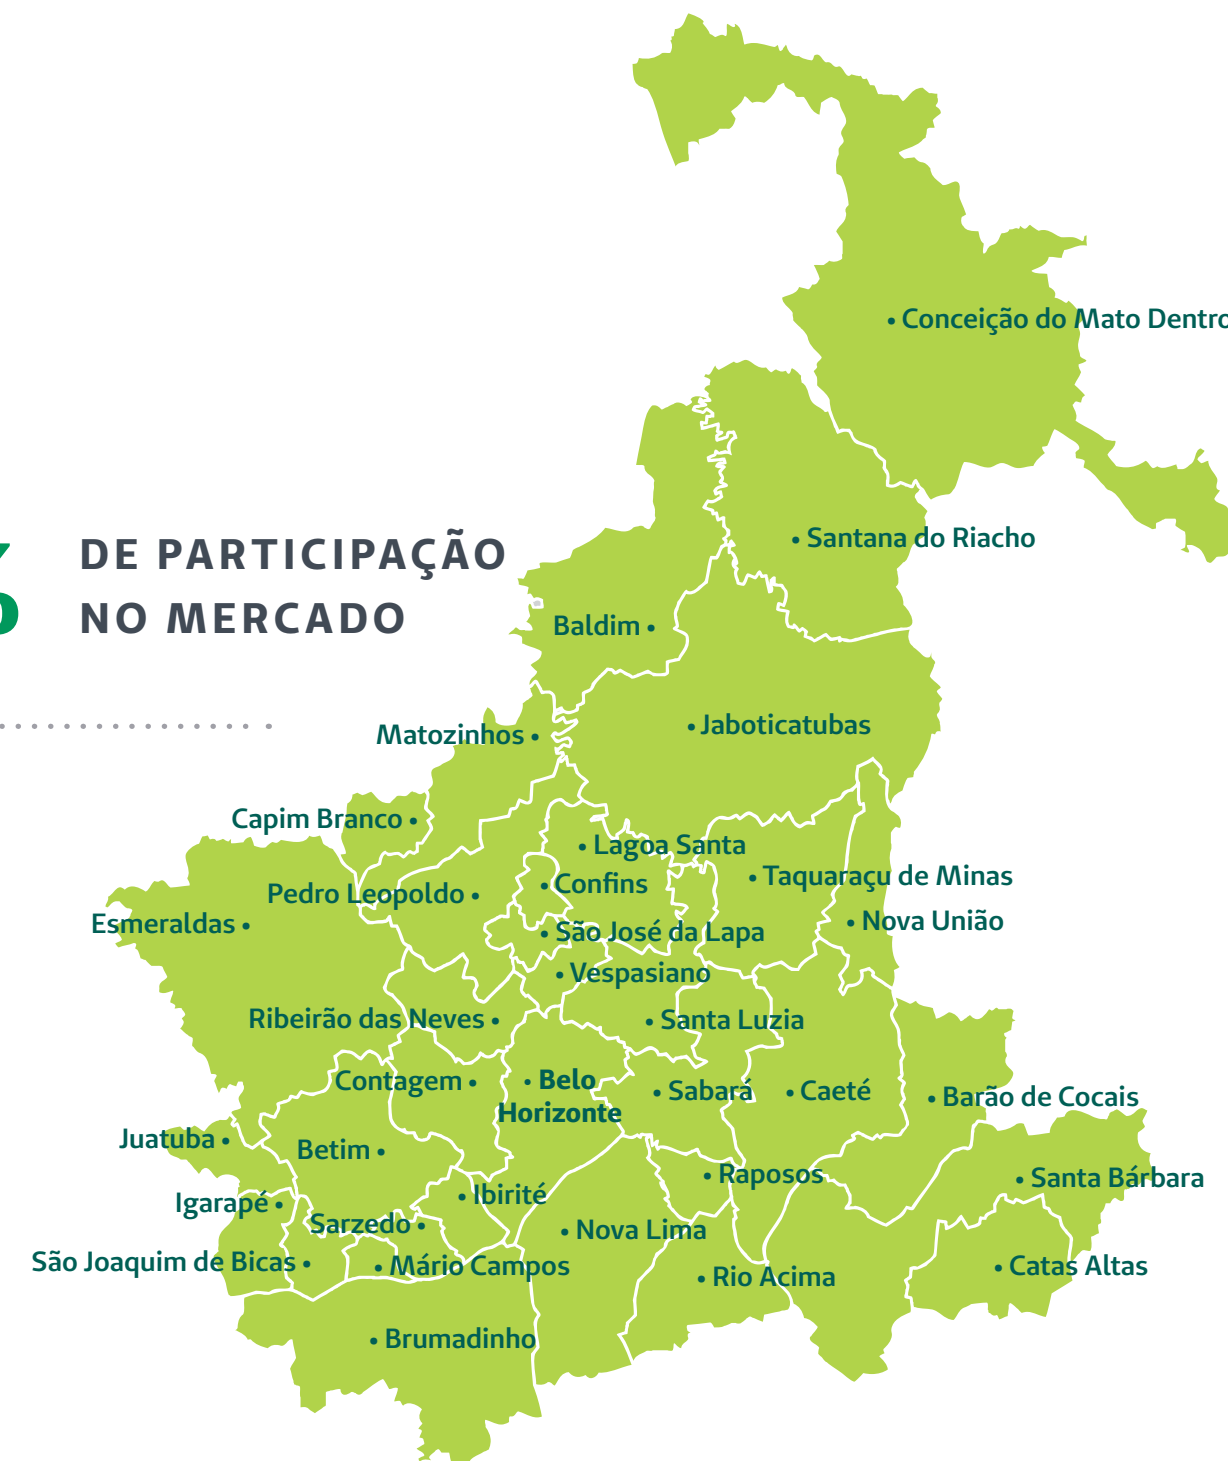 • Conceição do Mato Dentro
DE PARTICIPAÇÃO
NO MERCADO
• Santana do Riacho
Baldim •
• Jaboticatubas
Matozinhos •
Capim Branco •
• Lagoa Santa
• Taquaraçu de Minas
• Confins
Pedro Leopoldo •
Esmeraldas •
• Nova União
• São José da Lapa
• Vespasiano
Ribeirão das Neves •
• Santa Luzia
Contagem •
• Belo
Horizonte
• Sabará
• Caeté
• Barão de Cocais
Juatuba •
Betim •
• Raposos
• Santa Bárbara
Igarapé •
• Ibirité
Sarzedo •
• Nova Lima
São Joaquim de Bicas •
• Mário Campos
• Rio Acima
• Catas Altas
• Brumadinho